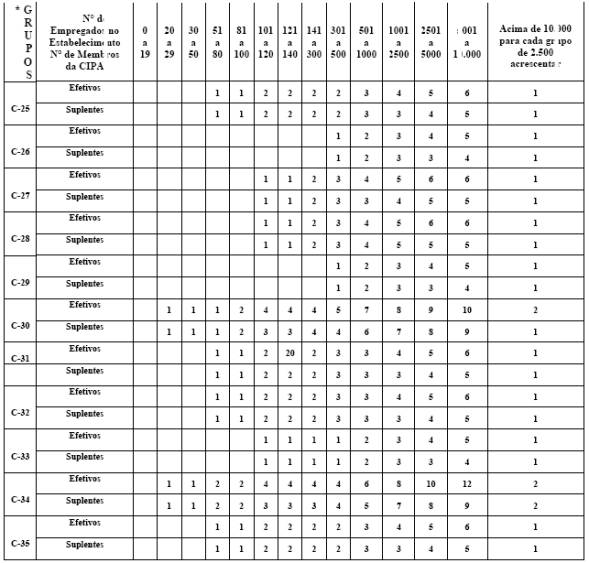 * G R U P O S
N° de Empregados no Estabelecimento N° de Membros da CIPA
0 a 19
20 a 29
30 a 50
51 a 80
81 a 100
101 a 120
121 a 140
141 a 300
301 a 500
501 a 1000
1001 a 2500
2501 a 5000
5001 a 10.000
Acima de 10.000 para cada grupo de 2.500 acrescentar
C-25
Efetivos 1 1 2 2 2 2 3 4 5 6 1
Suplentes 1 1 2 2 2 2 3 3 4 5 1
C-26
Efetivos 1 2 3 4 5 1
Suplentes 1 2 3 3 4 1
C-27
Efetivos 1 1 2 3 4 5 6 6 1
Suplentes 1 1 2 3 3 4 5 5 1
C-28
Efetivos 1 1 2 3 4 5 6 6 1
Suplentes 1 1 2 3 4 5 5 5 1
C-29
Efetivos 1 2 3 4 5 1
Suplentes 1 2 3 3 4 1
C-30
Efetivos 1 1 1 2 4 4 4 5 7 8 9 10 2
Suplentes 1 1 1 2 3 3 4 4 6 7 8 9 1
C-31
Efetivos 1 1 2 20 2 3 3 4 5 6 1
Suplentes 1 1 2 2 2 3 3 3 4 5 1
C-32
Efetivos 1 1 2 2 2 3 3 4 5 6 1
Suplentes 1 1 2 2 2 3 3 3 4 5 1
C-33
Efetivos 1 1 1 1 2 3 4 5 1
Suplentes 1 1 1 1 2 3 3 4 1
C-34
Efetivos 1 1 2 2 4 4 4 4 6 8 10 12 2
Suplentes 1 1 2 2 3 3 3 4 5 7 8 9 2
C-35
Efetivos 1 1 2 2 2 2 3 4 5 6 1
Suplentes 1 1 2 2 2 2 3 3 4 5 1